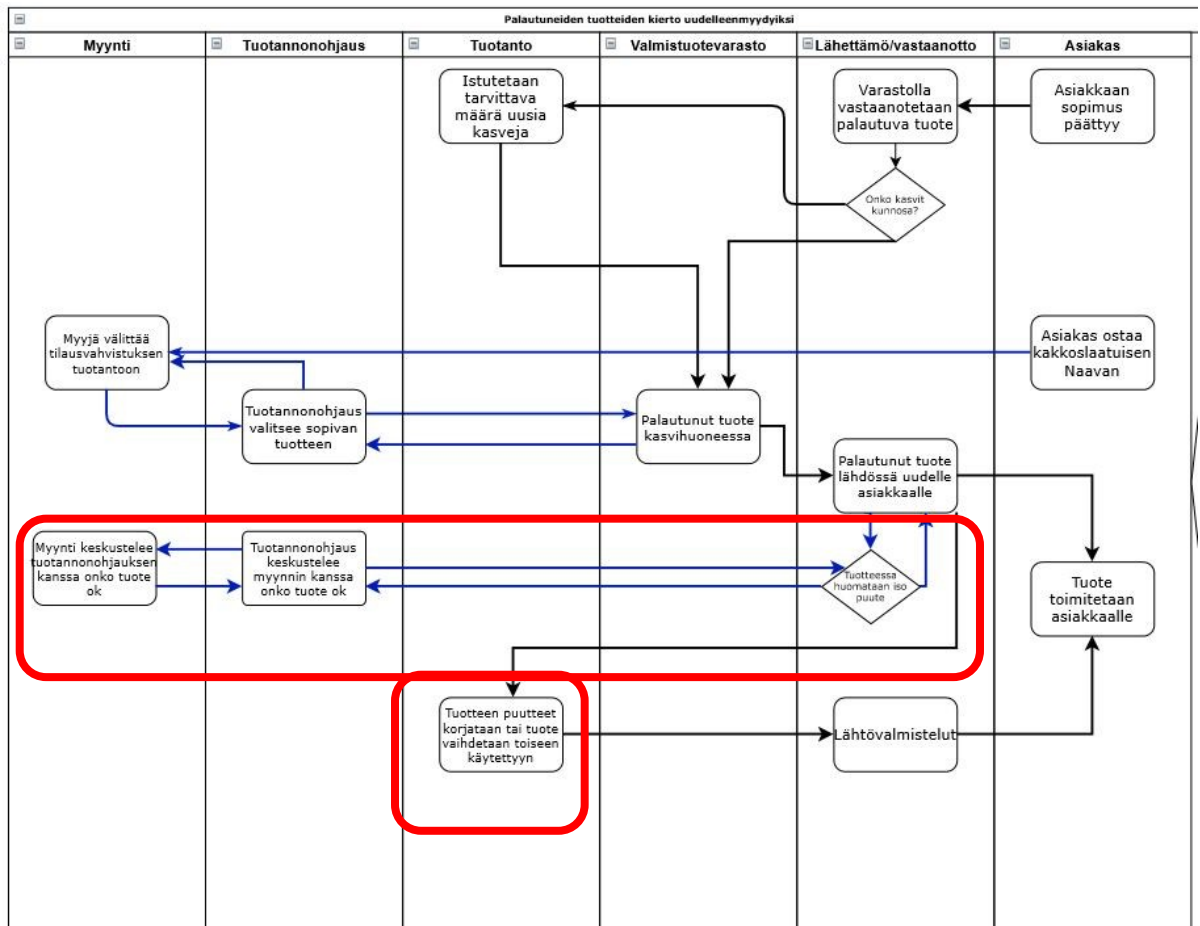 Palautuneiden tuotteiden kierto uudelleenmyydyiksi
Myynti
Tuotannonohjaus
Tuotanto
Valmistuotevarasto
Lähettämö/vastaanotto
Asiakas
Istutetaan
tarvittava
määrä uusia
kasveja
Varastolla
vastaanotetaan
palautuva tuote
Asiakkaan
sopimus
päättyy
Onko kasvit
kunnosa?
Myyjä välittää
tilausvahvistuksen
tuotantoon
Asiakas ostaa
kakkoslaatuisen
Naavan
Tuotannonohjaus
valitsee sopivan
tuotteen
Palautunut tuote
kasvihuoneessa
Palautunut tuote
lähdössä uudelle
asiakkaalle
Myynti keskustelee
tuotannonohjauksen
kanssa onko tuote
ok
Tuotannonohjaus
keskustelee
myynnin kanssa
onko tuote ok
Tuotteessa
huomataan iso
puute
Tuote
toimitetaan
asiakkaalle
Tuotteen puutteet
korjataan tai tuote
vaihdetaan toiseen
käytettyyn
Lähtövalmistelut